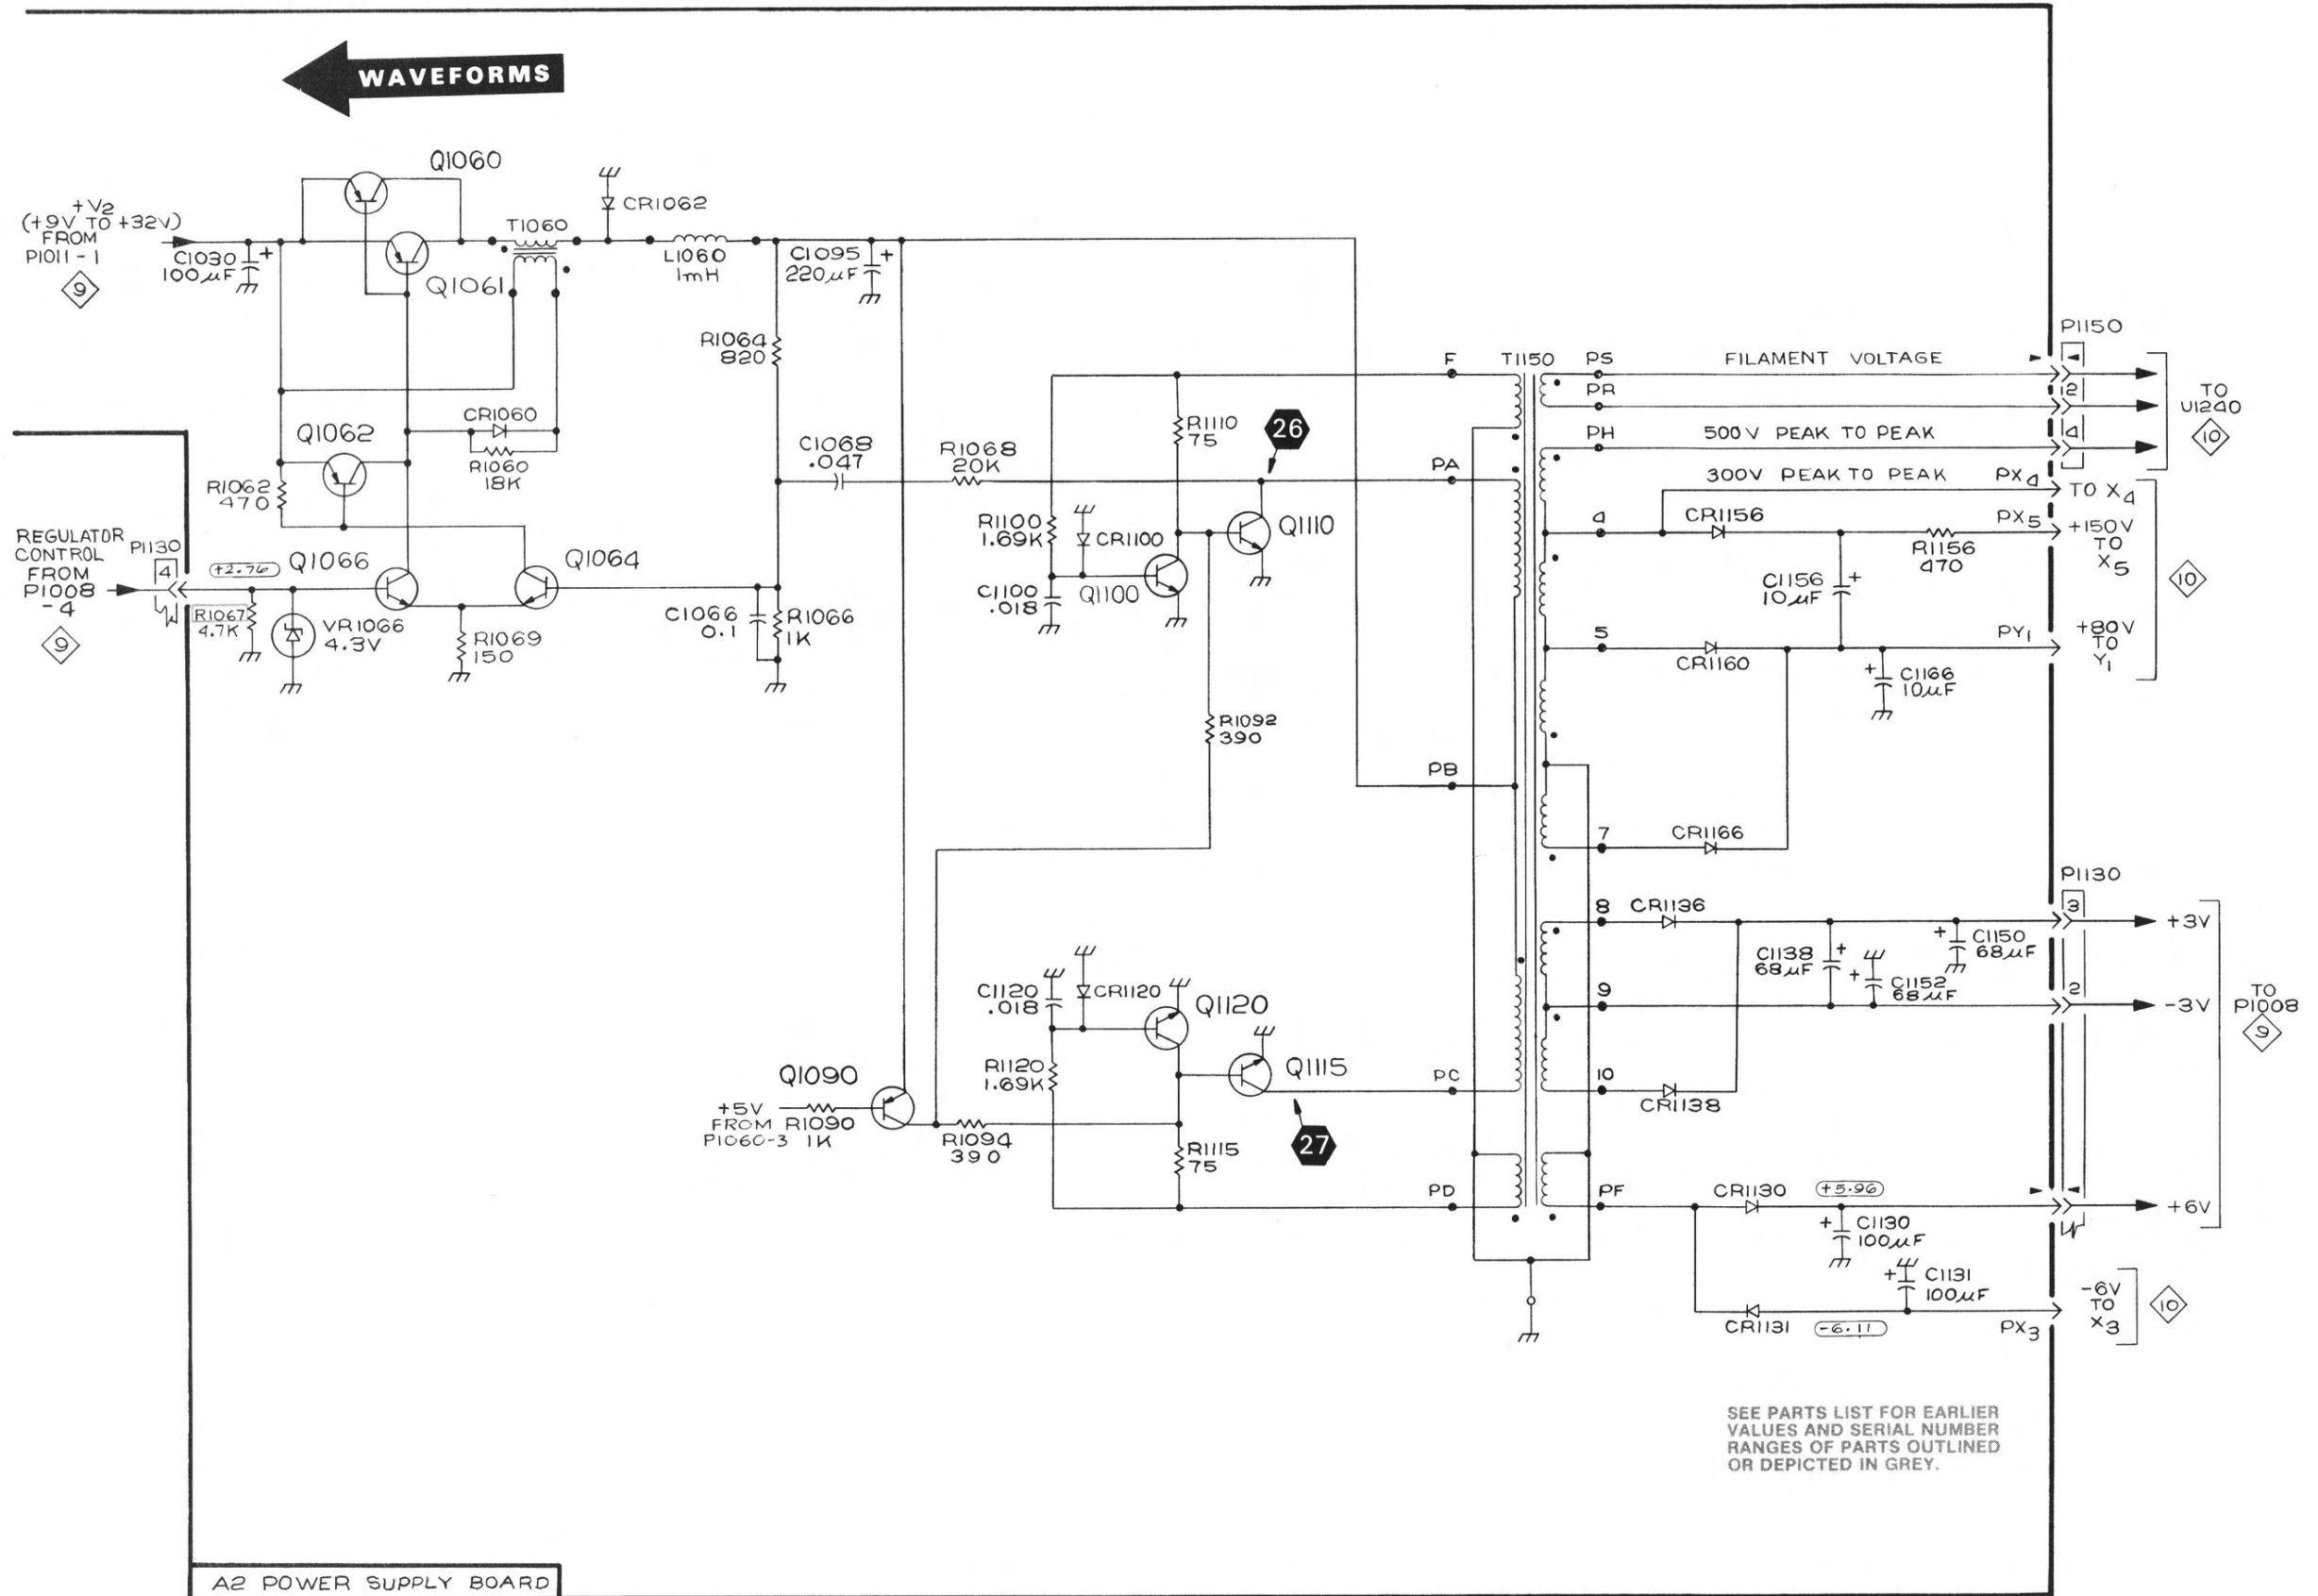 WAVEFORMS
Q1060
+V2
(+9V TO +32V)
FROM
P1011-1
9
C1030
100µF
+
Q1061
T1060
CR1062
L1060
1mH
C1095
220µF
+
R1064
820
Q1062
CR1060
R1060
18K
R1062
470
REGULATOR
CONTROL
FROM
P1008
-4
9
P1130
4
+2.76
Q1066
Q1064
R1067
4.7K
VR1066
4.3V
R1069
150
C1066
0.1
R1066
1K
C1068
.047
R1068
20K
R1110
75
26
R1100
1.69K
CR1100
C1100
.018
Q1100
Q1110
R1092
390
C1120
.018
CR1120
Q1120
R1120
1.69K
Q1115
Q1090
+5V
FROM
P1060-3
R1090
1K
R1094
390
R1115
75
27
F
PA
PB
PC
PD
T1150
PS
FILAMENT VOLTAGE
PR
PH
500V PEAK TO PEAK
300V PEAK TO PEAK
PX4
TO X4
4
CR1156
R1156
470
PX5
+150V
TO
X5
C1156
10µF
+
5
CR1160
PY1
+80V
TO
Y1
+
C1166
10µF
7
CR1166
P1150
2
4
TO
U1240
10
10
8
CR1136
P1130
3
+3V
C1138
68µF
+
+
C1150
68µF
+
C1152
68µF
9
2
-3V
TO
P1008
9
10
CR1138
PF
CR1130
+5.96
+6V
+
C1130
100µF
+
C1131
100µF
CR1131
-6.11
PX3
-6V
TO
X3
10
SEE PARTS LIST FOR EARLIER
VALUES AND SERIAL NUMBER
RANGES OF PARTS OUTLINED
OR DEPICTED IN GREY.
A2 POWER SUPPLY BOARD